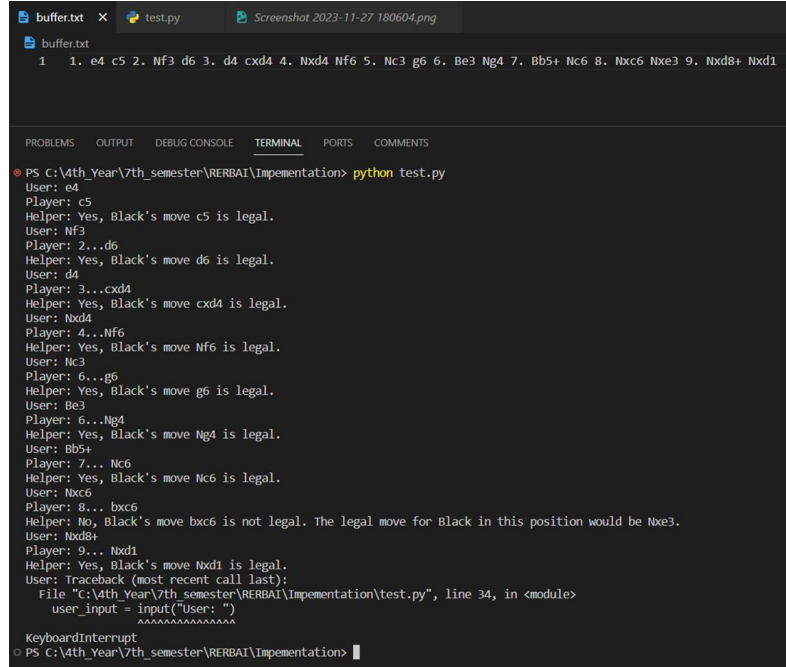 buffer.txt × test.py Screenshot 2023-11-27 180604.png
buffer.txt
1 1. e4 c5 2. Nf3 d6 3. d4 cxd4 4. Nxd4 Nf6 5. Nc3 g6 6. Be3 Ng4 7. Bb5+ Nc6 8. Nxc6 Nxe3 9. Nxd8+ Nxd1
PROBLEMS OUTPUT DEBUG CONSOLE TERMINAL PORTS COMMENTS
PS C:\4th_Year\7th_semester\RERBAI\Impementation> python test.py
User: e4
Player: c5
Helper: Yes, Black's move c5 is legal.
User: Nf3
Player: 2...d6
Helper: Yes, Black's move d6 is legal.
User: d4
Player: 3...cxd4
Helper: Yes, Black's move cxd4 is legal.
User: Nxd4
Player: 4...Nf6
Helper: Yes, Black's move Nf6 is legal.
User: Nc3
Player: 6...g6
Helper: Yes, Black's move g6 is legal.
User: Be3
Player: 6...Ng4
Helper: Yes, Black's move Ng4 is legal.
User: Bb5+
Player: 7... Nc6
Helper: Yes, Black's move Nc6 is legal.
User: Nxc6
Player: 8... bxc6
Helper: No, Black's move bxc6 is not legal. The legal move for Black in this position would be Nxe3.
User: Nxd8+
Player: 9... Nxd1
Helper: Yes, Black's move Nxd1 is legal.
User: Traceback (most recent call last):
File "C:\4th_Year\7th_semester\RERBAI\Impementation\test.py", line 34, in <module>
user_input = input("User: ")
^^^^^^^^^^^^^^^
KeyboardInterrupt
PS C:\4th_Year\7th_semester\RERBAI\Impementation>